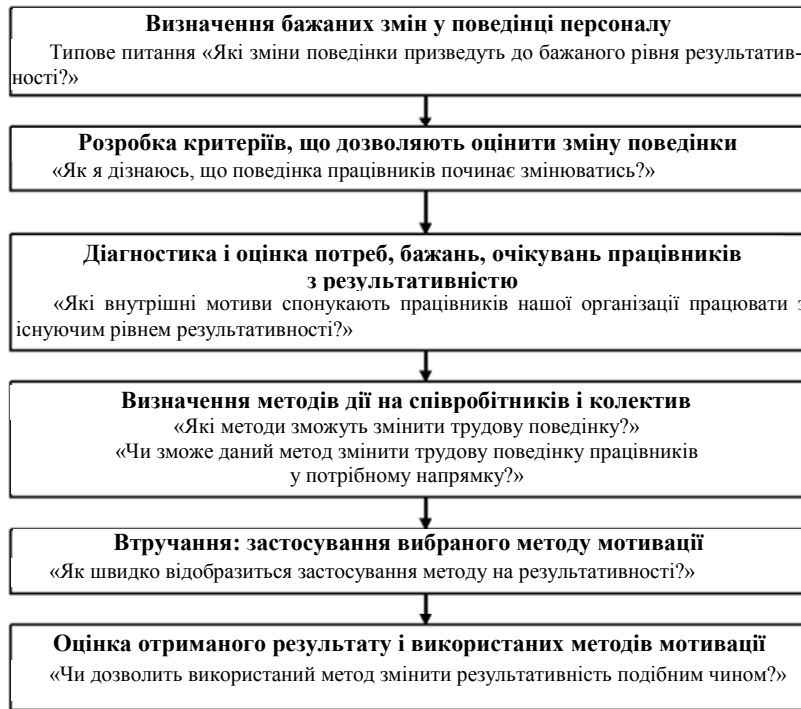 Визначення бажаних змін у поведінці персоналу
Типове питання «Які зміни поведінки призведуть до бажаного рівня результатив-
ності?»
Розробка критеріїв, що дозволяють оцінити зміну поведінки
«Як я дізнаюсь, що поведінка працівників починає змінюватись?»
Діагностика і оцінка потреб, бажань, очікувань працівників
з результативністю
«Які внутрішні мотиви спонукають працівників нашої організації працювати з
існуючим рівнем результативності?»
Визначення методів дії на співробітників і колектив
«Які методи зможуть змінити трудову поведінку?»
«Чи зможе даний метод змінити трудову поведінку працівників
у потрібному напрямку?»
Втручання: застосування вибраного методу мотивації
«Як швидко відобразиться застосування методу на результативності?»
Оцінка отриманого результату і використаних методів мотивації
«Чи дозволить використаний метод змінити результативність подібним чином?»